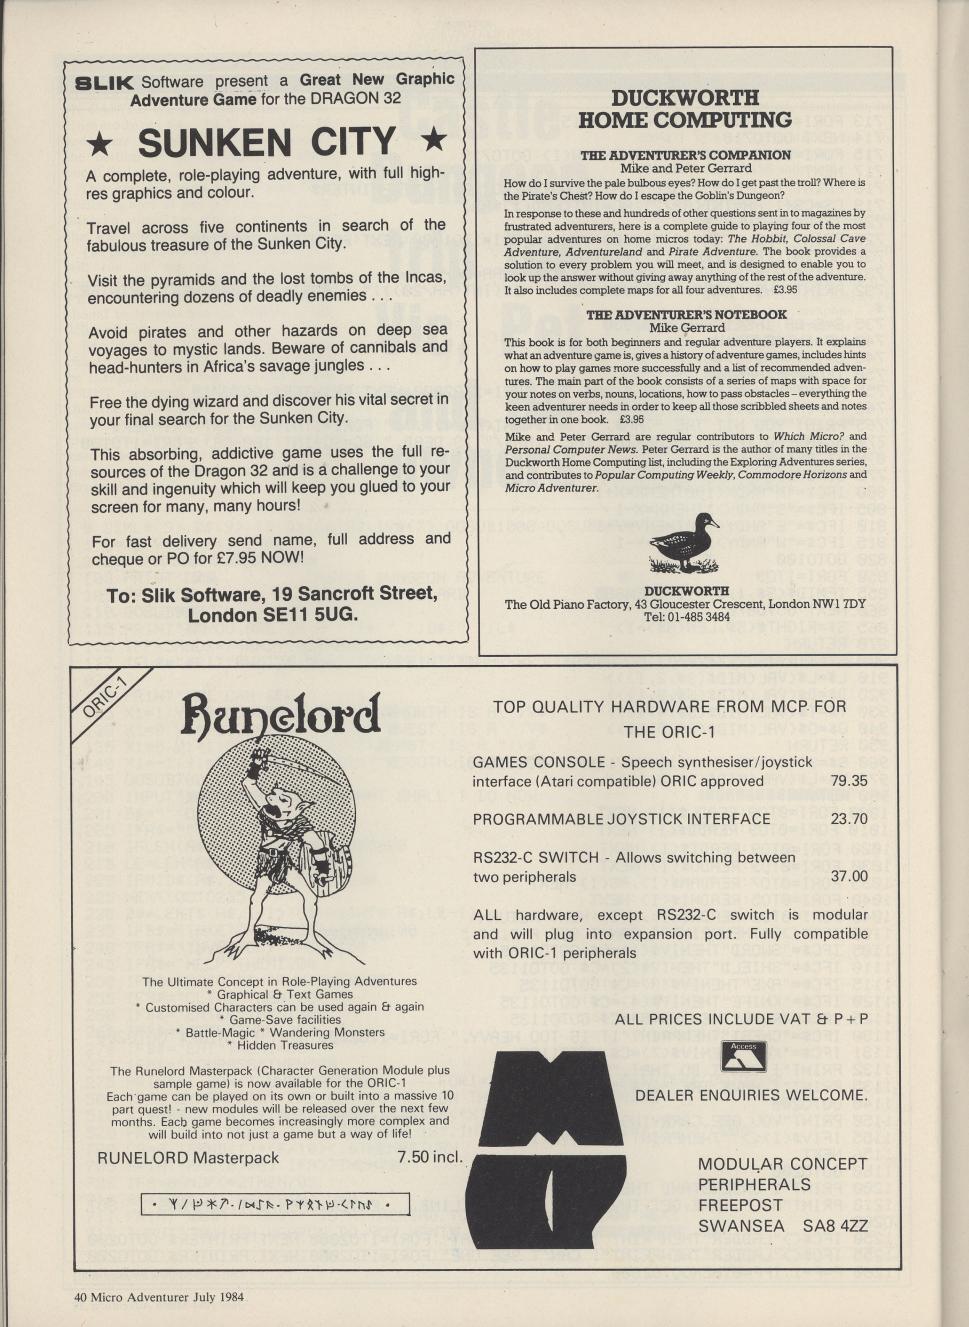 SLIK Software present a Great New Graphic
Adventure Game for the DRAGON 32
★ SUNKEN CITY ★
A complete, role-playing adventure, with full high-
res graphics and colour.
Travel across five continents in search of the
fabulous treasure of the Sunken City.
Visit the pyramids and the lost tombs of the Incas,
encountering dozens of deadly enemies . . .
Avoid pirates and other hazards on deep sea
voyages to mystic lands. Beware of cannibals and
head-hunters in Africa's savage jungles . . .
Free the dying wizard and discover his vital secret in
your final search for the Sunken City.
This absorbing, addictive game uses the full re-
sources of the Dragon 32 and is a challenge to your
skill and ingenuity which will keep you glued to your
screen for many, many hours!
For fast delivery send name, full address and
cheque or PO for £7.95 NOW!
To: Slik Software, 19 Sancroft Street,
London SE11 5UG.
DUCKWORTH
HOME COMPUTING
THE ADVENTURER'S COMPANION
Mike and Peter Gerrard
How do I survive the pale bulbous eyes? How do I get past the troll? Where is
the Pirate's Chest? How do I escape the Goblin's Dungeon?
In response to these and hundreds of other questions sent in to magazines by
frustrated adventurers, here is a complete guide to playing four of the most
popular adventures on home micros today: The Hobbit, Colossal Cave
Adventure, Adventureland and Pirate Adventure. The book provides a
solution to every problem you will meet, and is designed to enable you to
look up the answer without giving away anything of the rest of the adventure.
It also includes complete maps for all four adventures. £3.95
THE ADVENTURER'S NOTEBOOK
Mike Gerrard
This book is for both beginners and regular adventure players. It explains
what an adventure game is, gives a history of adventure games, includes hints
on how to play games more successfully and a list of recommended adven-
tures. The main part of the book consists of a series of maps with space for
your notes on verbs, nouns, locations, how to pass obstacles – everything the
keen adventurer needs in order to keep all those scribbled sheets and notes
together in one book. £3.95
Mike and Peter Gerrard are regular contributors to Which Micro? and
Personal Computer News. Peter Gerrard is the author of many titles in the
Duckworth Home Computing list, including the Exploring Adventures series,
and contributes to Popular Computing Weekly, Commodore Horizons and
Micro Adventurer.
DUCKWORTH
The Old Piano Factory, 43 Gloucester Crescent, London NW1 7DY
Tel: 01-485 3484
ORIC-1
Runelord
The Ultimate Concept in Role-Playing Adventures
* Graphical & Text Games
* Customised Characters can be used again & again
* Game-Save facilities
* Battle-Magic * Wandering Monsters
* Hidden Treasures
The Runelord Masterpack (Character Generation Module plus
sample game) is now available for the ORIC-1
Each game can be played on its own or built into a massive 10
part quest! - new modules will be released over the next few
months. Each game becomes increasingly more complex and
will build into not just a game but a way of life!
RUNELORD Masterpack 7.50 incl.
TOP QUALITY HARDWARE FROM MCP FOR
THE ORIC-1
GAMES CONSOLE - Speech synthesiser/joystick
interface (Atari compatible) ORIC approved 79.35
PROGRAMMABLE JOYSTICK INTERFACE 23.70
RS232-C SWITCH - Allows switching between
two peripherals 37.00
ALL hardware, except RS232-C switch is modular
and will plug into expansion port. Fully compatible
with ORIC-1 peripherals
ALL PRICES INCLUDE VAT & P+P
Access
DEALER ENQUIRIES WELCOME.
MODULAR CONCEPT
PERIPHERALS
FREEPOST
SWANSEA SA8 4ZZ
40 Micro Adventurer July 1984